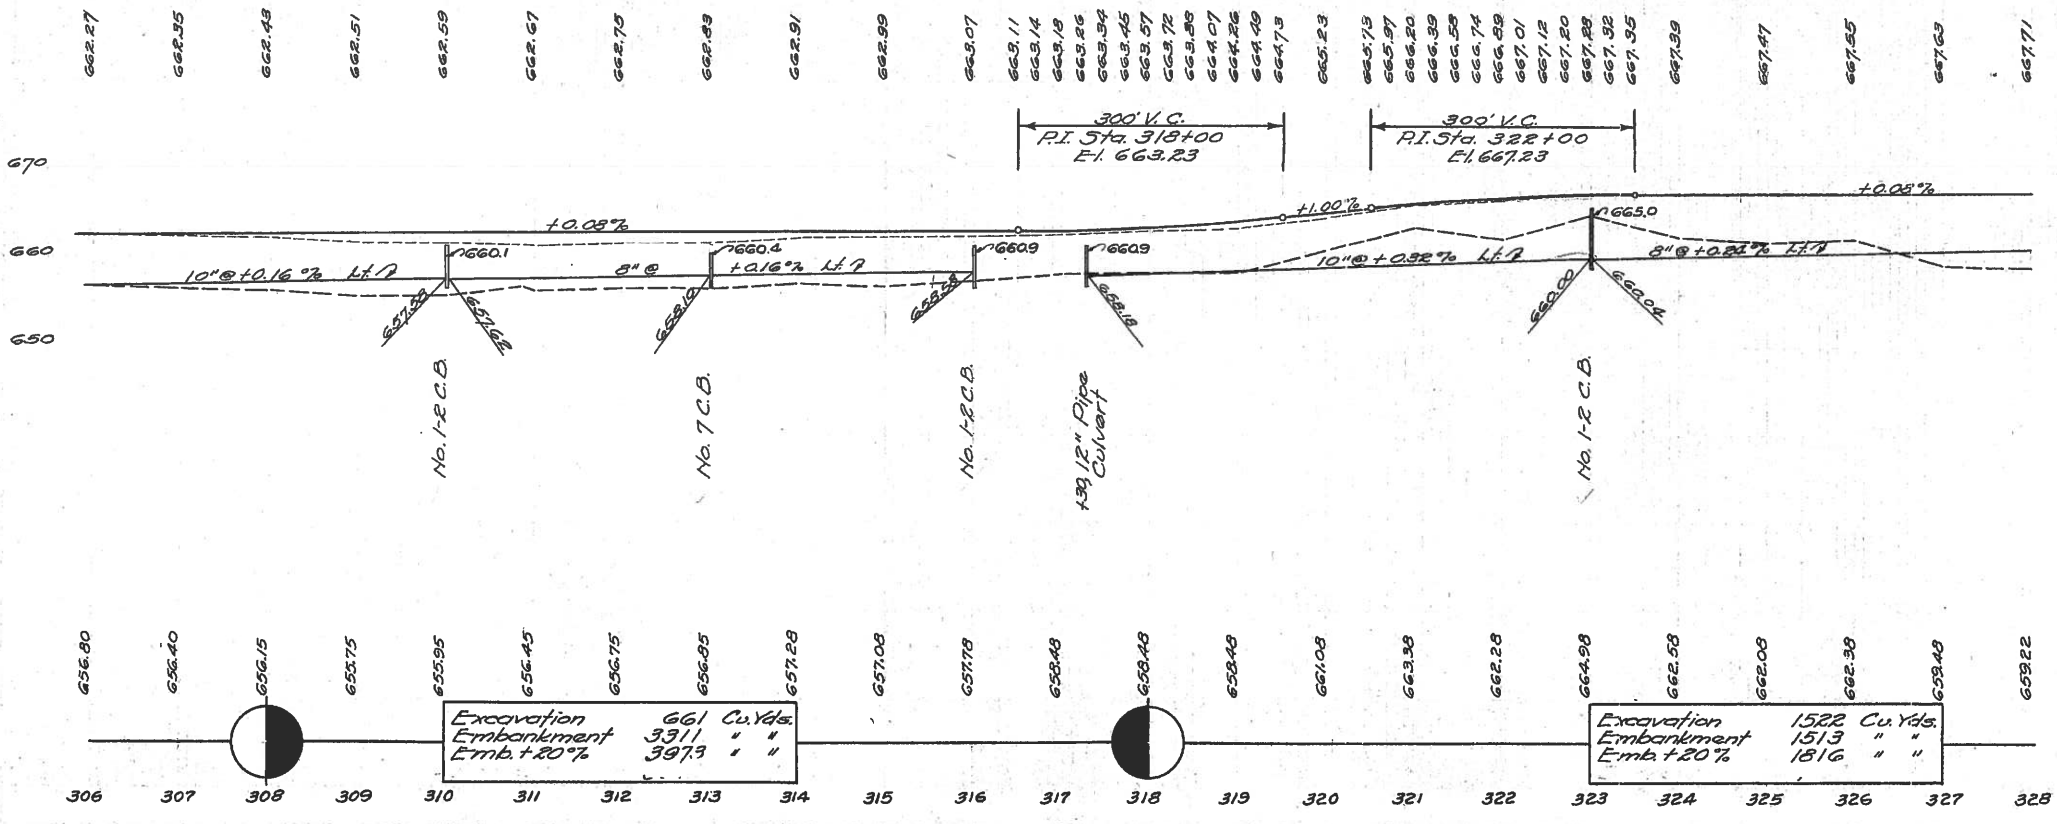 662.27 662.35 662.43 662.51 662.59 662.67 662.75 662.83 662.91 662.99 663.07 663.11 663.14 663.18 663.26 663.34 663.45 663.57 663.72 663.88 664.07 664.26 664.49 664.73 665.23 665.73 665.97 666.20 666.39 666.58 666.74 666.89 667.01 667.12 667.20 667.28 667.32 667.35 667.39 667.47 667.55 667.63 667.71
300' V.C.
P.I. Sta. 318+00
El. 663.23
300' V.C.
P.I. Sta. 322+00
El. 667.23
670
+0.08%
+1.00%
+0.08%
660
660.1
660.4
660.9
660.9
665.0
10" @ +0.16% Lt.
8" @ +0.16% Lt.
10" @ +0.32% Lt.
8" @ +0.24% Lt.
650
657.38
657.62
658.10
658.58
658.18
660.00
660.04
No. 1-2 C.B.
No. 7 C.B.
No. 1-2 C.B.
+30, 12" Pipe
Culvert
No. 1-2 C.B.
656.80 656.40 656.15 655.75 655.95 656.45 656.75 656.85 657.28 657.08 657.78 658.48 658.48 658.48 661.08 663.38 662.28 664.98 662.58 662.08 662.38 659.48 659.22
Excavation 661 Cu. Yds.
Embankment 3311 " "
Emb. +20% 3973 " "
Excavation 1522 Cu. Yds.
Embankment 1513 " "
Emb. +20% 1816 " "
306 307 308 309 310 311 312 313 314 315 316 317 318 319 320 321 322 323 324 325 326 327 328